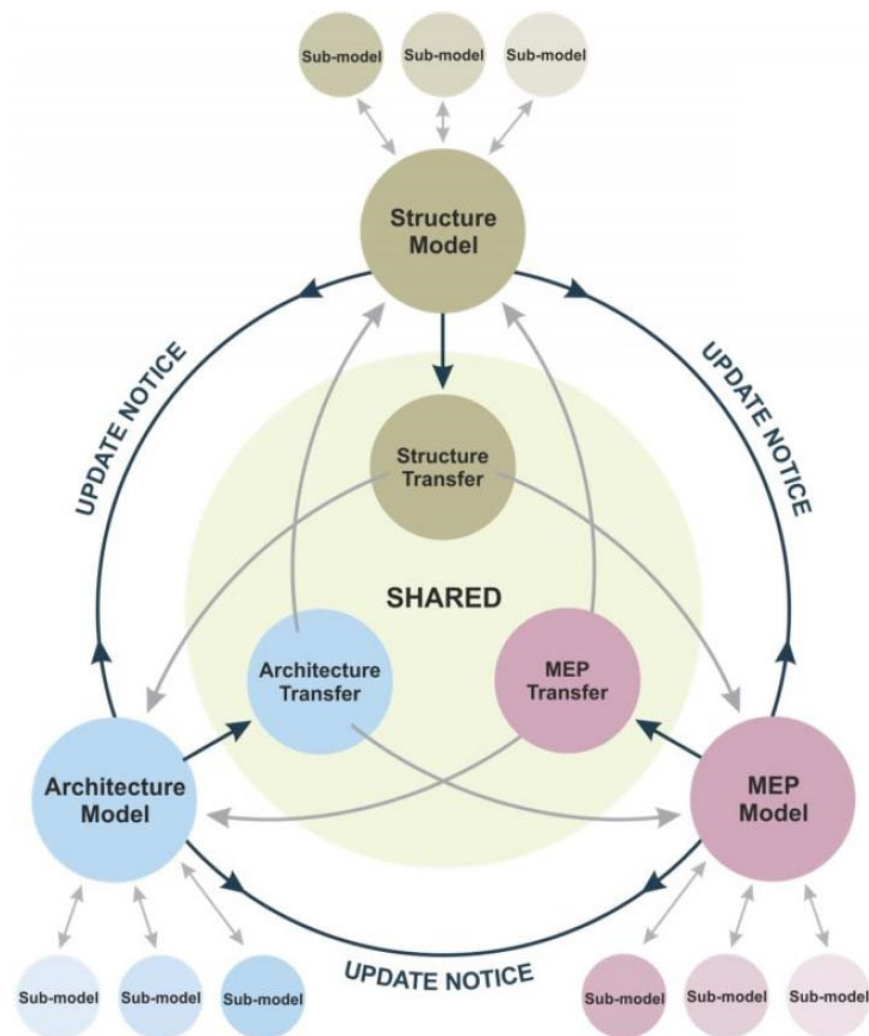 Sub-model
Sub-model
Sub-model
Structure
Model
UPDATE NOTICE
UPDATE NOTICE
Structure
Transfer
SHARED
Architecture
Transfer
MEP
Transfer
Architecture
Model
MEP
Model
UPDATE NOTICE
Sub-model
Sub-model
Sub-model
Sub-model
Sub-model
Sub-model